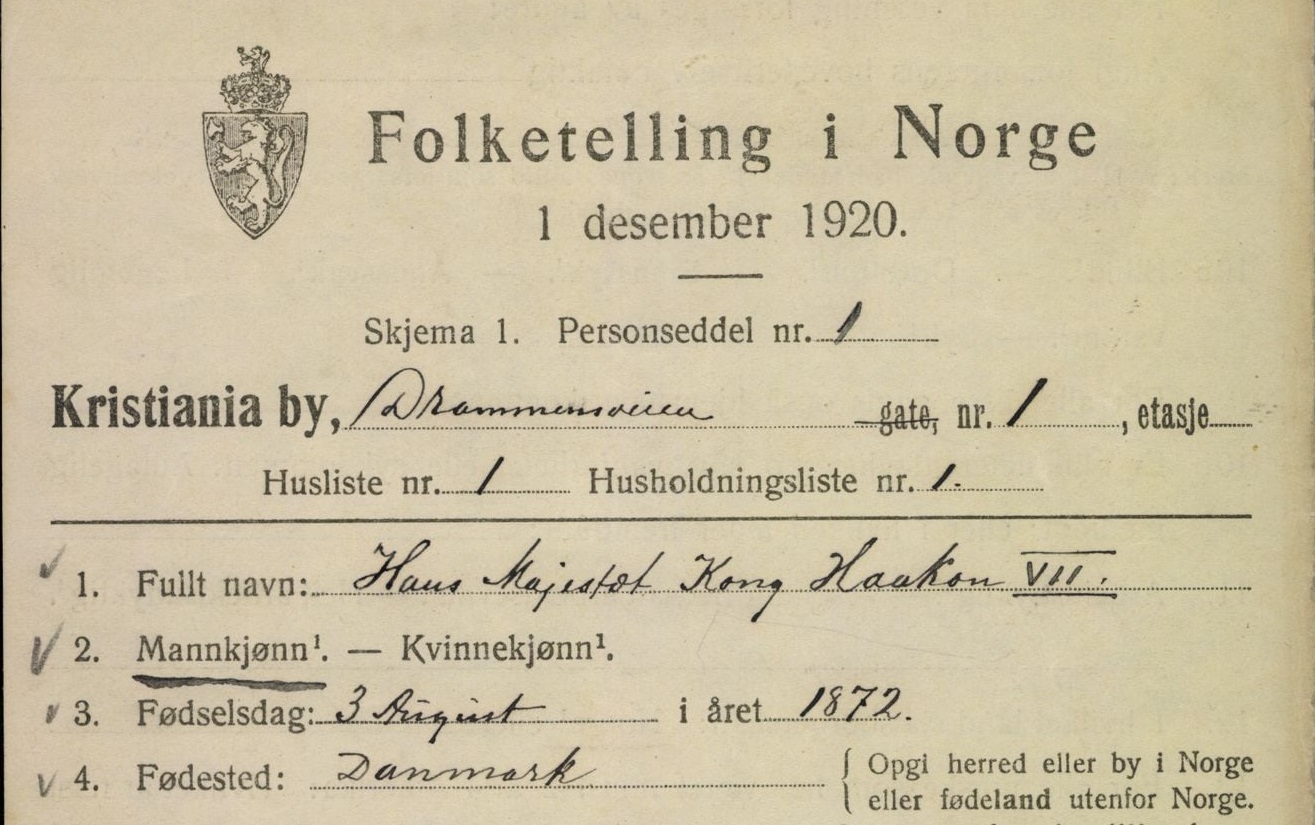 Folketelling i Norge
1 desember 1920.
Skjema 1. Personseddel nr. 1
Kristiania by, Drammensveien gate, nr. 1, etasje
Husliste nr. 1 Husholdningsliste nr. 1.
1. Fullt navn: Hans Majestæt Kong Haakon VII.
2. Mannkjønn¹. — Kvinnekjønn¹.
3. Fødselsdag: 3 August i året 1872.
4. Fødested: Danmark { Opgi herred eller by i Norge
eller fødeland utenfor Norge.